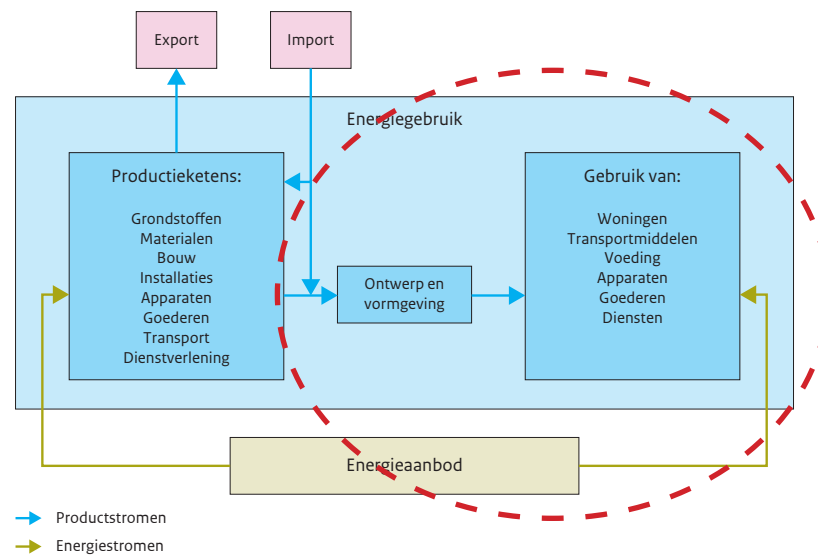 Export
Import
Energiegebruik
Productieketens:
Grondstoffen
Materialen
Bouw
Installaties
Apparaten
Goederen
Transport
Dienstverlening
Ontwerp en
vormgeving
Gebruik van:
Woningen
Transportmiddelen
Voeding
Apparaten
Goederen
Diensten
Energieaanbod
Productstromen
Energiestromen